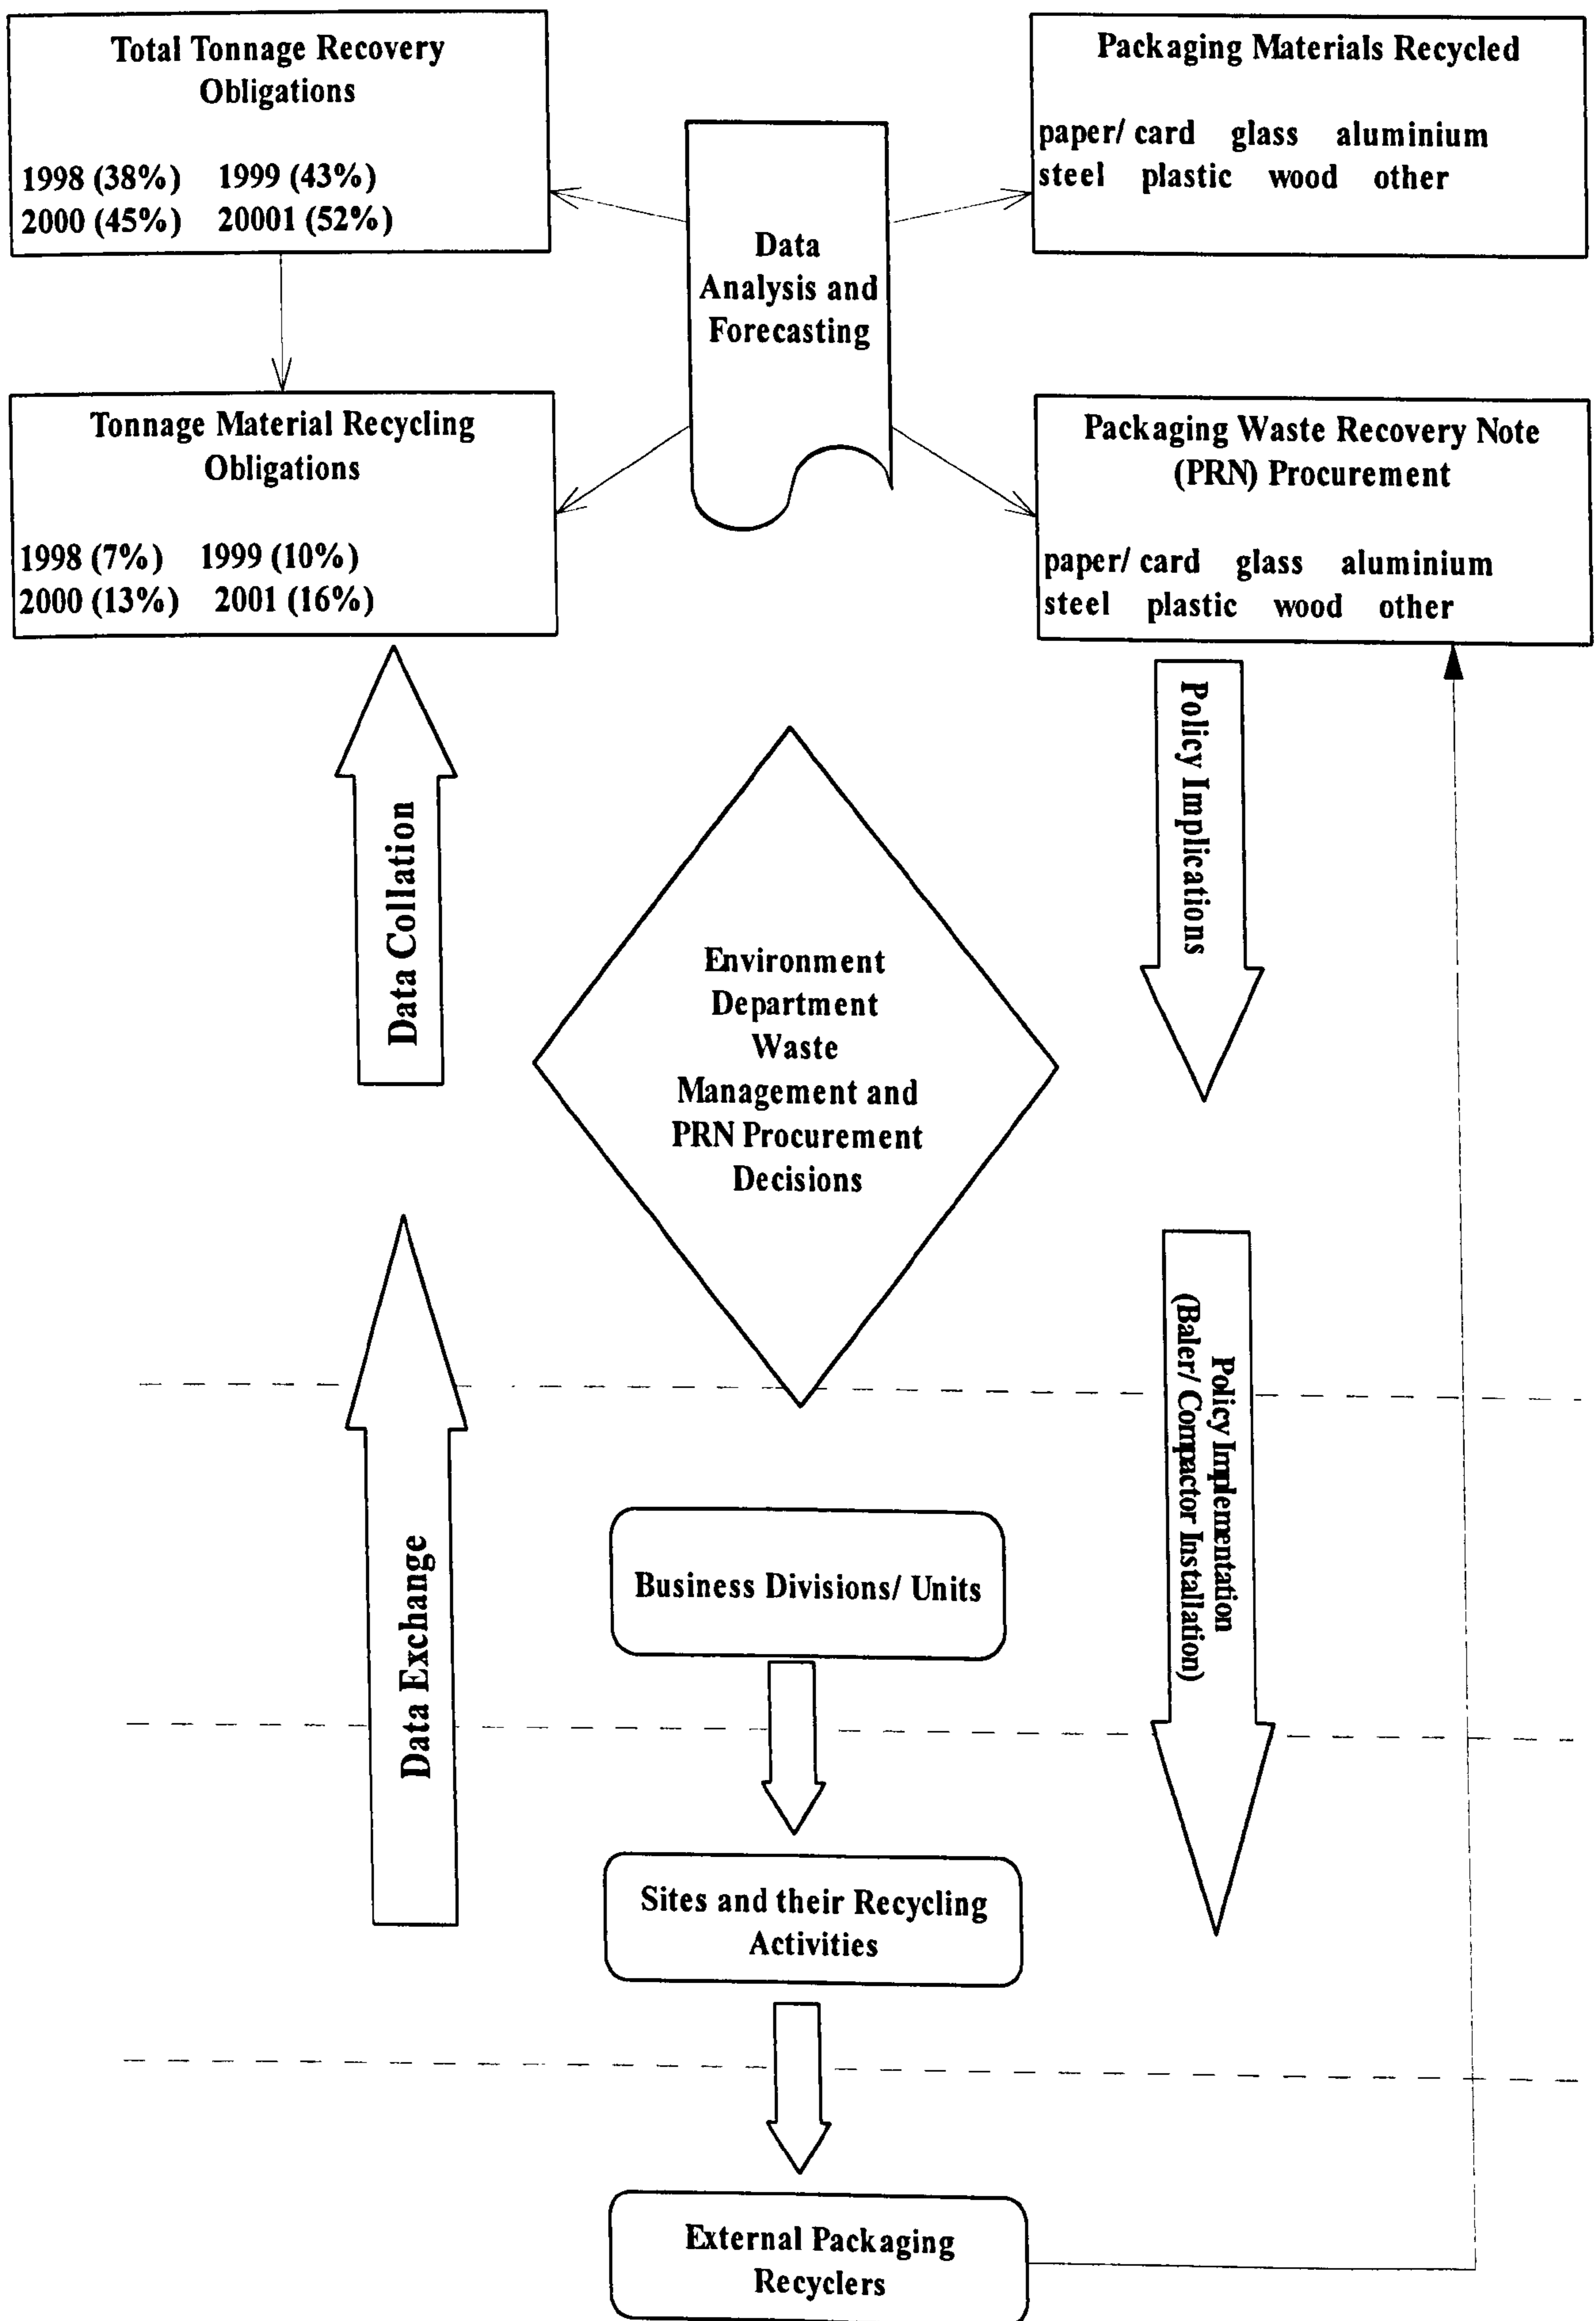 Total Tonnage Recovery
Obligations
1998 (38%) 1999 (43%)
2000 (45%) 20001 (52%)
Packaging Materials Recycled
paper/ card glass aluminium
steel plastic wood other
Data
Analysis and
Forecasting
Tonnage Material Recycling
Obligations
1998 (7%) 1999 (10%)
2000 (13%) 2001 (16%)
Packaging Waste Recovery Note
(PRN) Procurement
paper/ card glass aluminium
steel plastic wood other
Data Collation
Policy Implications
Environment
Department
Waste
Management and
PRN Procurement
Decisions
Data Exchange
Policy Implementation
(Baler/ Compactor Installation)
Business Divisions/ Units
Sites and their Recycling
Activities
External Packaging
Recyclers